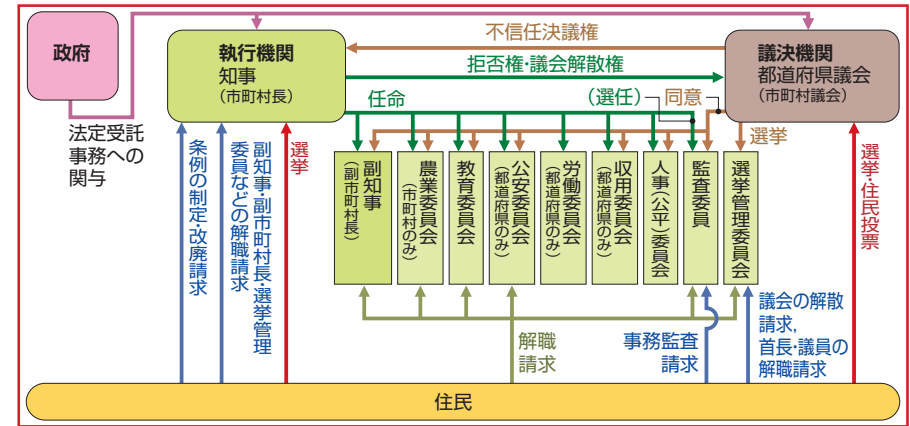 政府
執行機関
知事
（市町村長）
不信任決議権
拒否権・議会解散権
議決機関
都道府県議会
（市町村議会）
任命
（選任）
同意
選挙
法定受託
事務への
関与
条例の制定・改廃請求
副知事・副市町村長・選挙管理
委員などの解職請求
選挙
副知事
（副市町村長）
農業委員会
（市町村のみ）
教育委員会
公安委員会
（都道府県のみ）
労働委員会
（都道府県のみ）
収用委員会
（都道府県のみ）
人事（公平）委員会
監査委員
選挙管理委員会
選挙・住民投票
解職
請求
事務監査
請求
議会の解散
請求，
首長・議員の
解職請求
住民